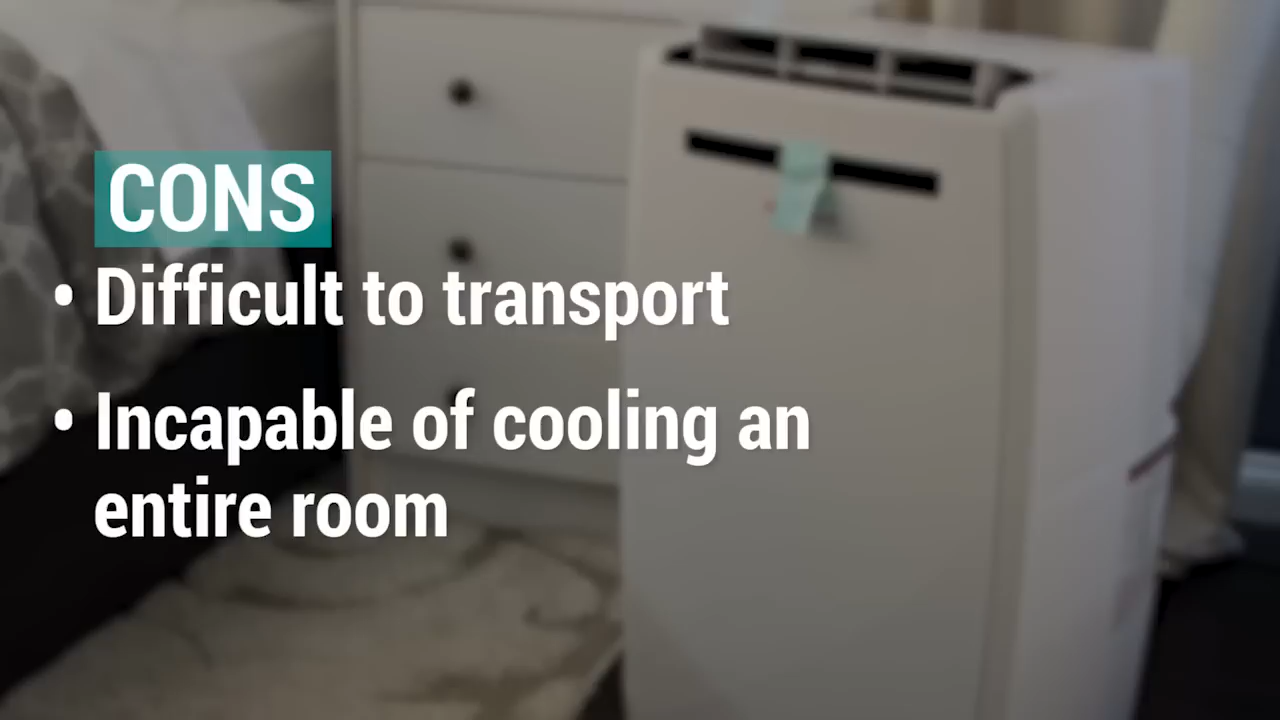 CONS
• Difficult to transport
• Incapable of cooling an
entire room